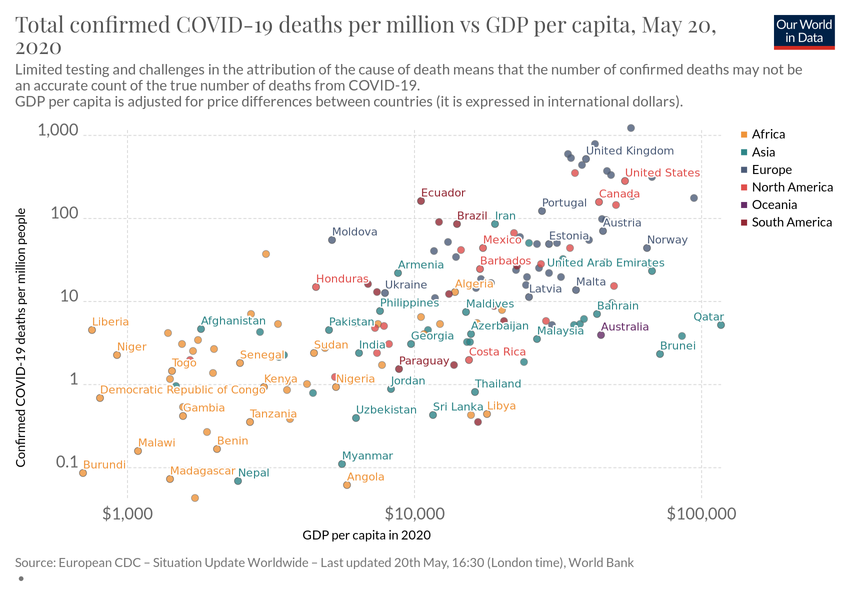 Total confirmed COVID-19 deaths per million vs GDP per capita, May 20,
2020
Our World
in Data
Limited testing and challenges in the attribution of the cause of death means that the number of confirmed deaths may not be
an accurate count of the true number of deaths from COVID-19.
GDP per capita is adjusted for price differences between countries (it is expressed in international dollars).
1,000
100
10
1
0.1
Confirmed COVID-19 deaths per million people
United Kingdom
United States
Ecuador
Canada
Portugal
Brazil
Iran
Austria
Moldova
Mexico
Estonia
Norway
Armenia
Barbados
United Arab Emirates
Honduras
Ukraine
Algeria
Latvia
Malta
Philippines
Maldives
Bahrain
Liberia
Afghanistan
Pakistan
Georgia
Azerbaijan
Malaysia
Australia
Qatar
Niger
Togo
Senegal
Sudan
India
Paraguay
Costa Rica
Brunei
Democratic Republic of Congo
Kenya
Nigeria
Jordan
Thailand
Gambia
Tanzania
Uzbekistan
Sri Lanka
Libya
Malawi
Benin
Burundi
Madagascar
Nepal
Myanmar
Angola
$1,000
$10,000
$100,000
GDP per capita in 2020
Africa
Asia
Europe
North America
Oceania
South America
Source: European CDC – Situation Update Worldwide – Last updated 20th May, 16:30 (London time), World Bank